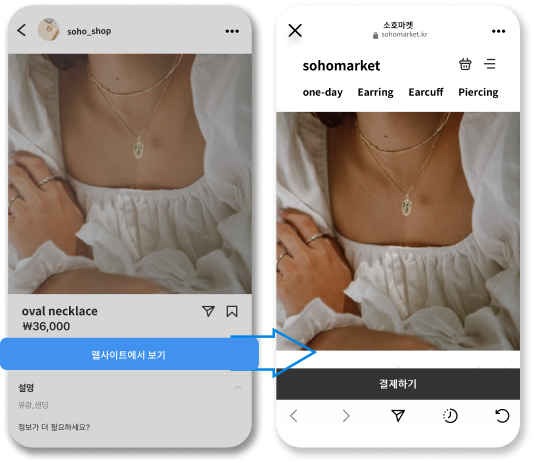 soho_shop
oval necklace
₩36,000
웹사이트에서 보기
설명
유광,샌딩
정보가 더 필요하세요?
소호마켓
sohomarket.kr
sohomarket
one-day Earring Earcuff Piercing
결제하기